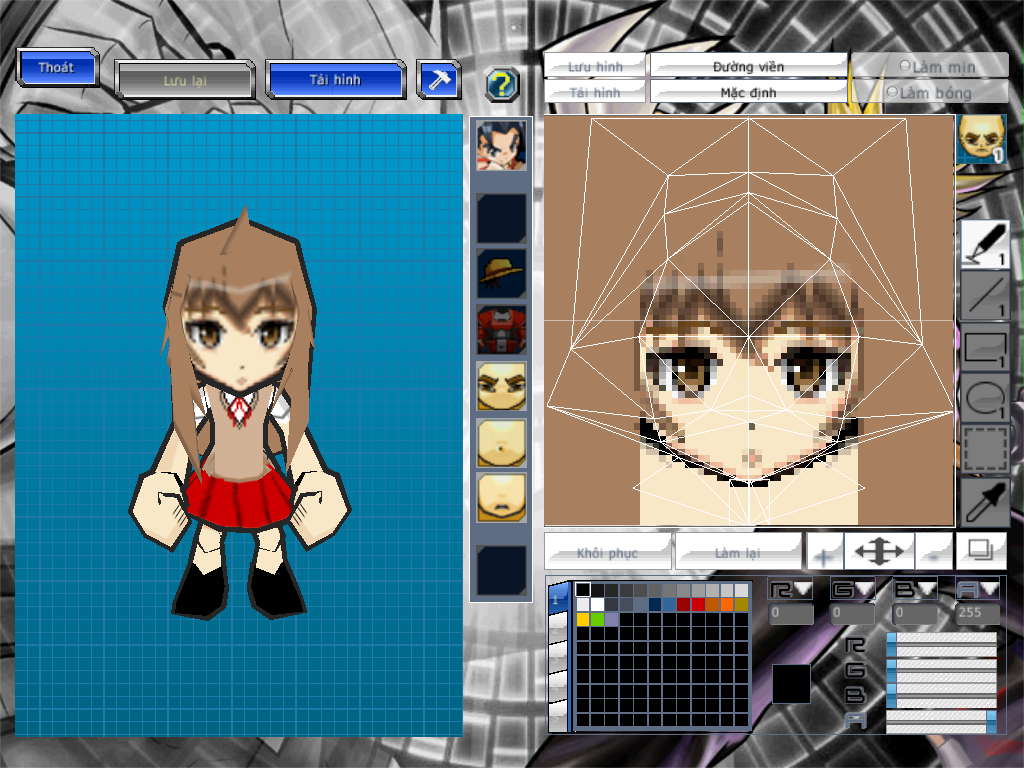 Thoát
Lưu lại
Tải hình
?
Lưu hình
Đường viền
Làm mịn
Tải hình
Mặc định
Làm bóng
1
1
1
1
1
Khôi phục
Làm lại
+
-
1
R
G
B
A
0
0
0
255
R
G
B
A